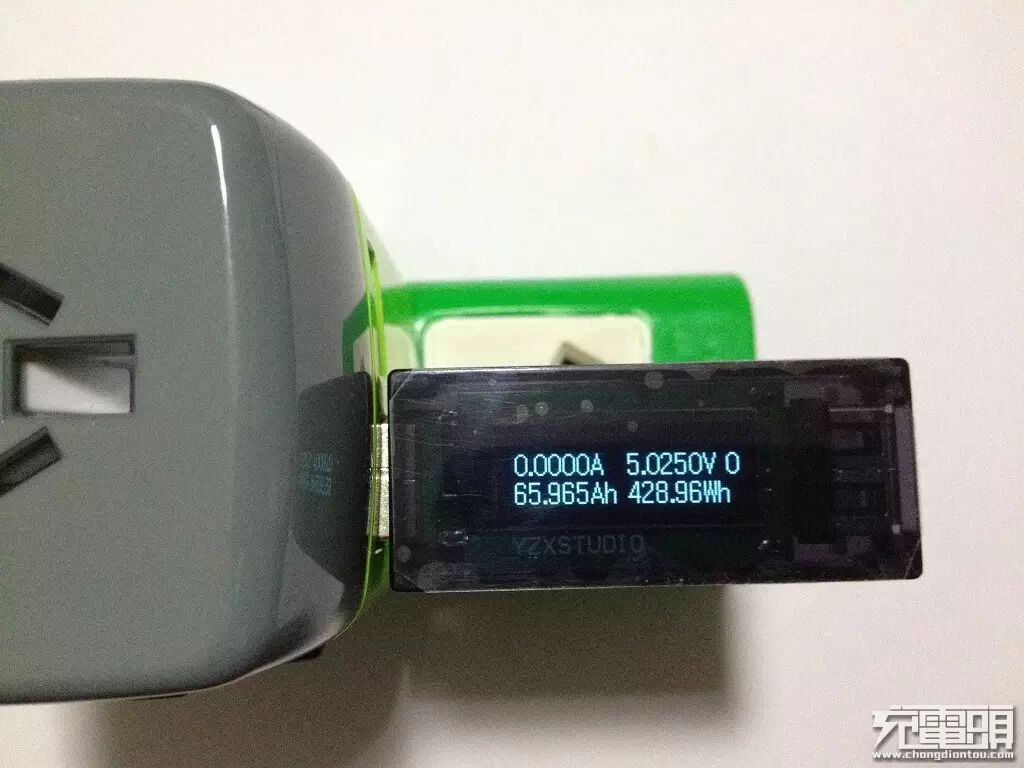 0.0000A 5.0250V 0
65.965Ah 428.96Wh
YZXSTUDIO
充電頭
www.chongdiantou.com